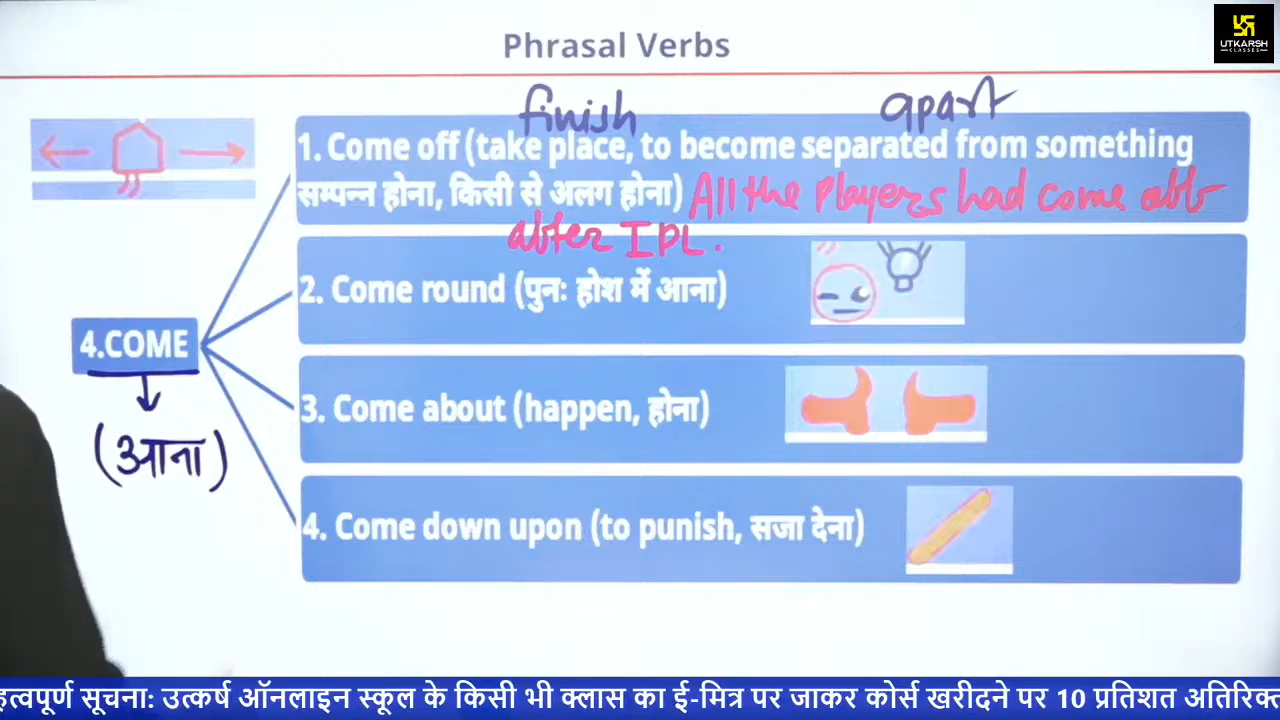 Phrasal Verbs
UTKARSH
CLASSES
finish
apart
1. Come off (take place, to become separated from something
सम्पन्न होना, किसी से अलग होना) All the Players had come off
after IPL.
2. Come round (पुनः होश में आना)
4.COME
(आना)
3. Come about (happen, होना)
4. Come down upon (to punish, सजा देना)
हत्वपूर्ण सूचना: उत्कर्ष ऑनलाइन स्कूल के किसी भी क्लास का ई-मित्र पर जाकर कोर्स खरीदने पर 10 प्रतिशत अतिरिक्त